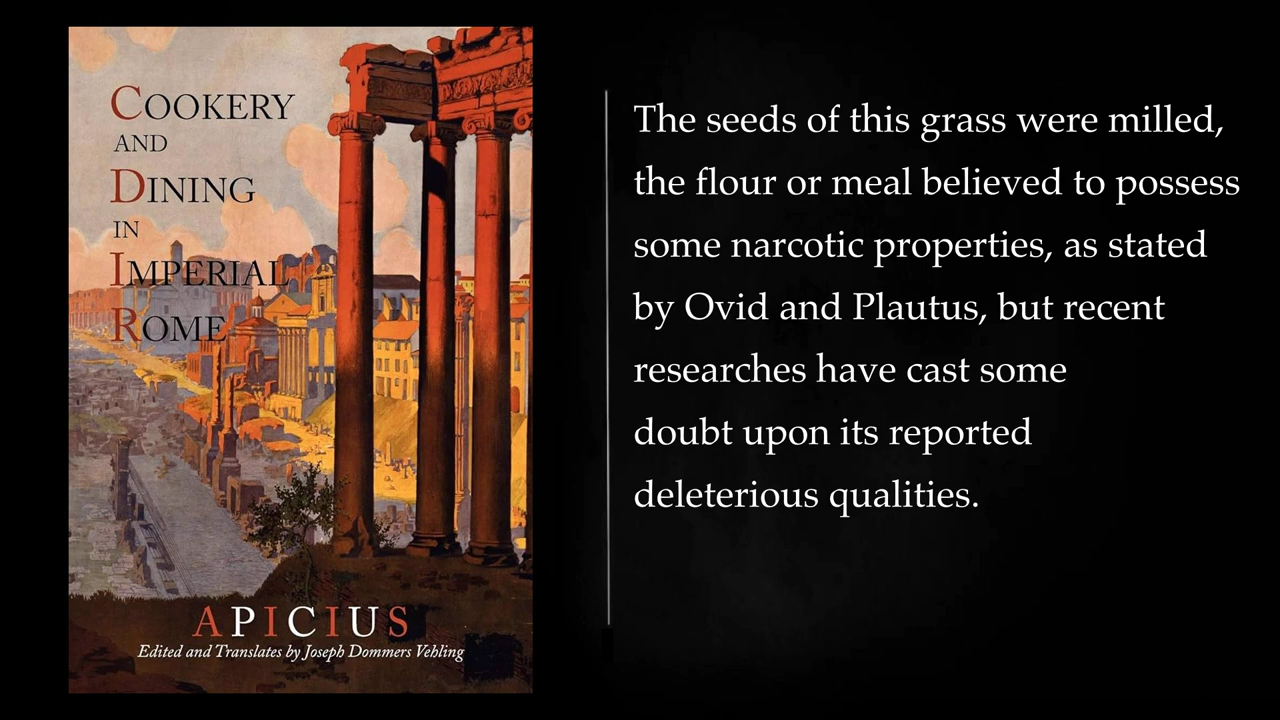 COOKERY
AND
DINING
IN
IMPERIAL
ROME
APICIUS
Edited and Translates by Joseph Dommers Vehling
The seeds of this grass were milled,
the flour or meal believed to possess
some narcotic properties, as stated
by Ovid and Plautus, but recent
researches have cast some
doubt upon its reported
deleterious qualities.